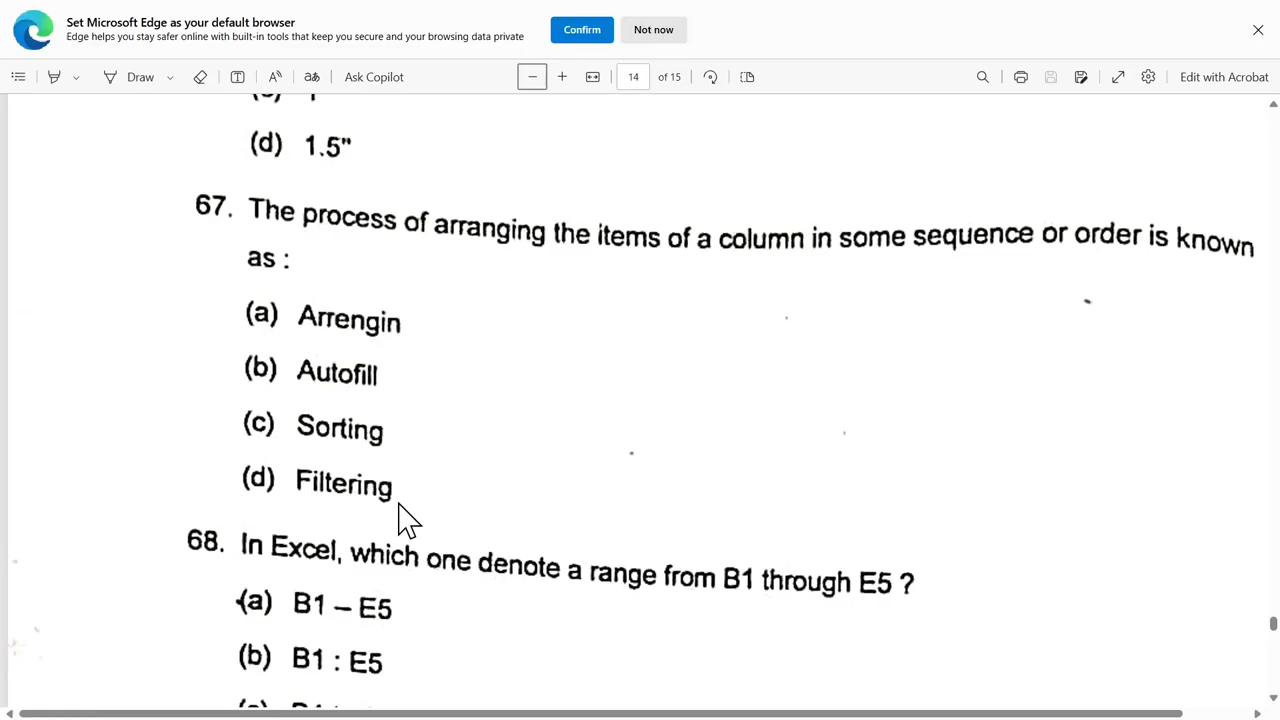 Set Microsoft Edge as your default browser
Edge helps you stay safer online with built-in tools that keep you secure and your browsing data private
Confirm
Not now
Draw
Ask Copilot
14
of 15
Edit with Acrobat
(d) 1.5"
67. The process of arranging the items of a column in some sequence or order is known
as :
(a) Arrengin
(b) Autofill
(c) Sorting
(d) Filtering
68. In Excel, which one denote a range from B1 through E5 ?
(a) B1 – E5
(b) B1 : E5